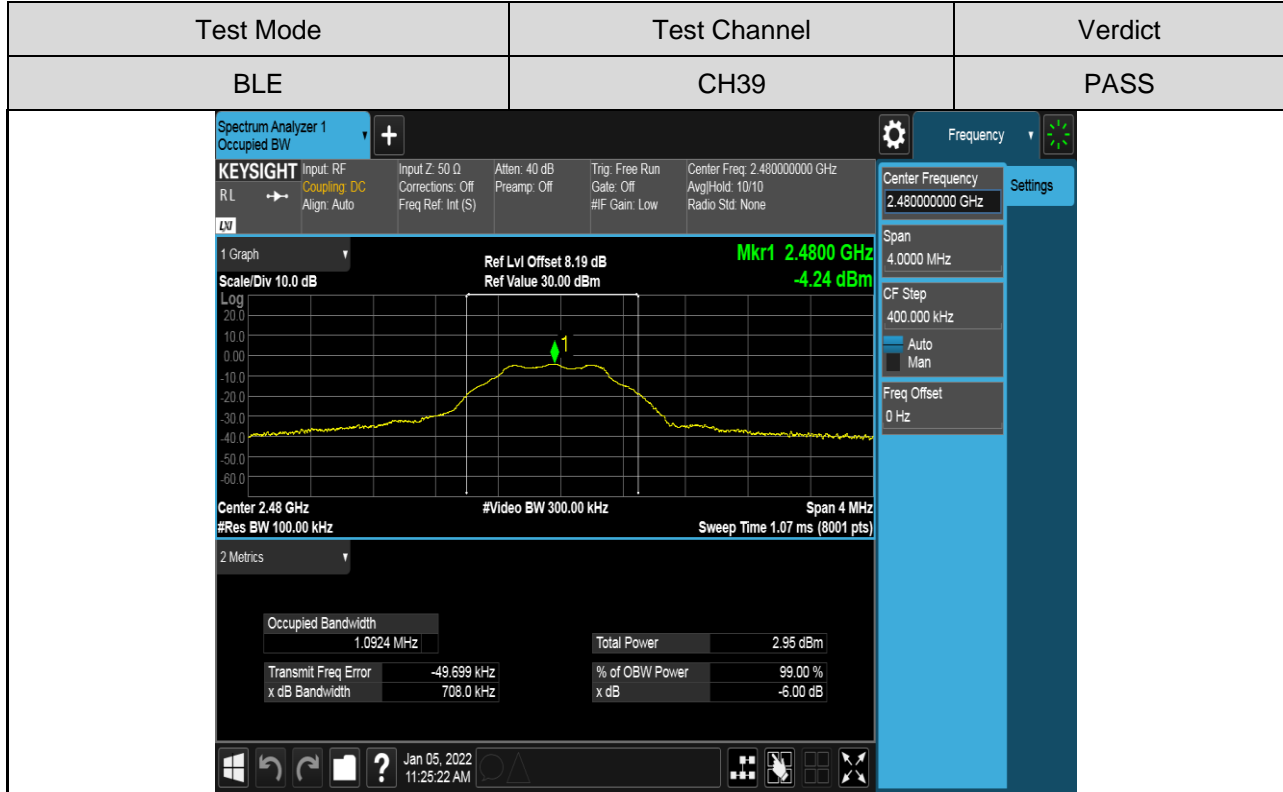 Test Mode Test Channel Verdict
BLE CH39 PASS
Spectrum Analyzer 1
Occupied BW
+
Frequency
KEYSIGHT Input: RF Input Z: 50 Ω Atten: 40 dB Trig: Free Run Center Freq: 2.480000000 GHz
RL Coupling: DC Corrections: Off Preamp: Off Gate: Off Avg|Hold: 10/10
Align: Auto Freq Ref: Int (S) #IF Gain: Low Radio Std: None
LXI
Center Frequency
2.480000000 GHz
Settings
Span
4.0000 MHz
CF Step
400.000 kHz
Auto
Man
Freq Offset
0 Hz
1 Graph Ref Lvl Offset 8.19 dB Mkr1 2.4800 GHz
Scale/Div 10.0 dB Ref Value 30.00 dBm -4.24 dBm
Log
20.0
10.0
1
0.00
-10.0
-20.0
-30.0
-40.0
-50.0
-60.0
Center 2.48 GHz #Video BW 300.00 kHz Span 4 MHz
#Res BW 100.00 kHz Sweep Time 1.07 ms (8001 pts)
2 Metrics
Occupied Bandwidth
1.0924 MHz Total Power 2.95 dBm
Transmit Freq Error -49.699 kHz % of OBW Power 99.00 %
x dB Bandwidth 708.0 kHz x dB -6.00 dB
? Jan 05, 2022
11:25:22 AM